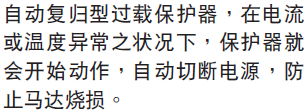 自动复归型过载保护器，在电流
或温度异常之状况下，保护器就
会开始动作，自动切断电源，防
止马达烧损。